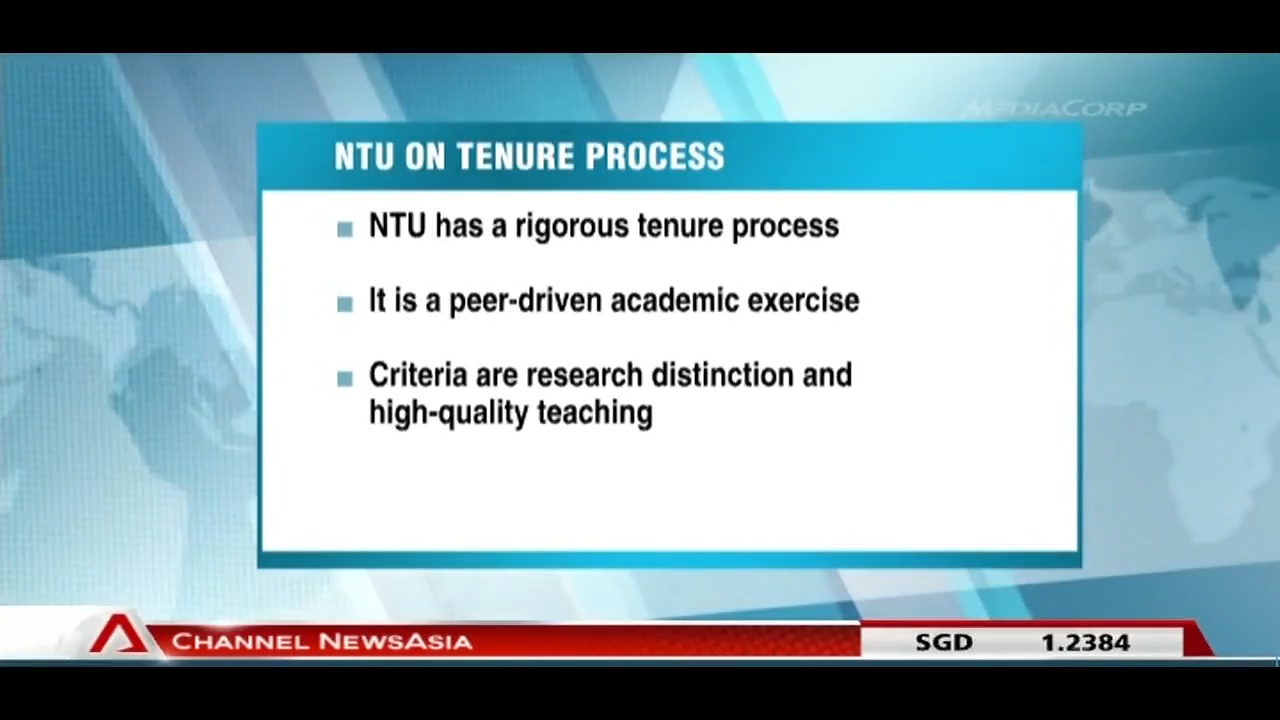 MEDIACORP
NTU ON TENURE PROCESS
NTU has a rigorous tenure process
It is a peer-driven academic exercise
Criteria are research distinction and
high-quality teaching
CHANNEL NEWSASIA
SGD 1.2384